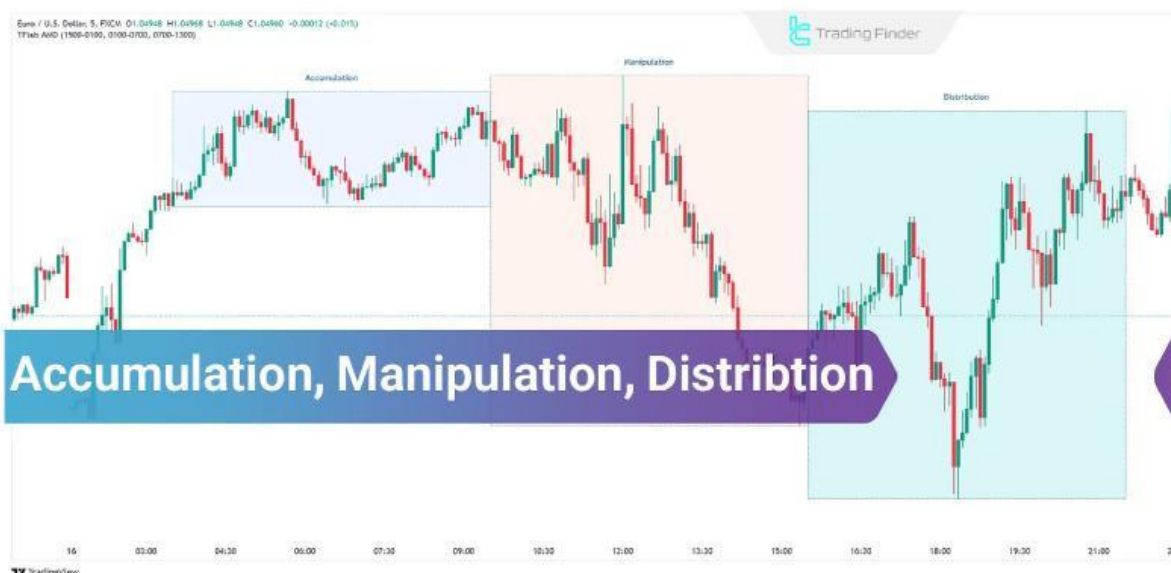 Euro / U.S. Dollar, 5, FXCM O1.04948 H1.04968 L1.04948 C1.04960 +0.00012 (+0.01%)
TFlab AMD (1900-0100, 0100-0700, 0700-1300)
Trading Finder
Accumulation
Manipulation
Distribution
Accumulation, Manipulation, Distribtion
16 03:00 04:30 06:00 07:30 09:00 10:30 12:00 13:30 15:00 16:30 18:00 19:30 21:00
TradingView